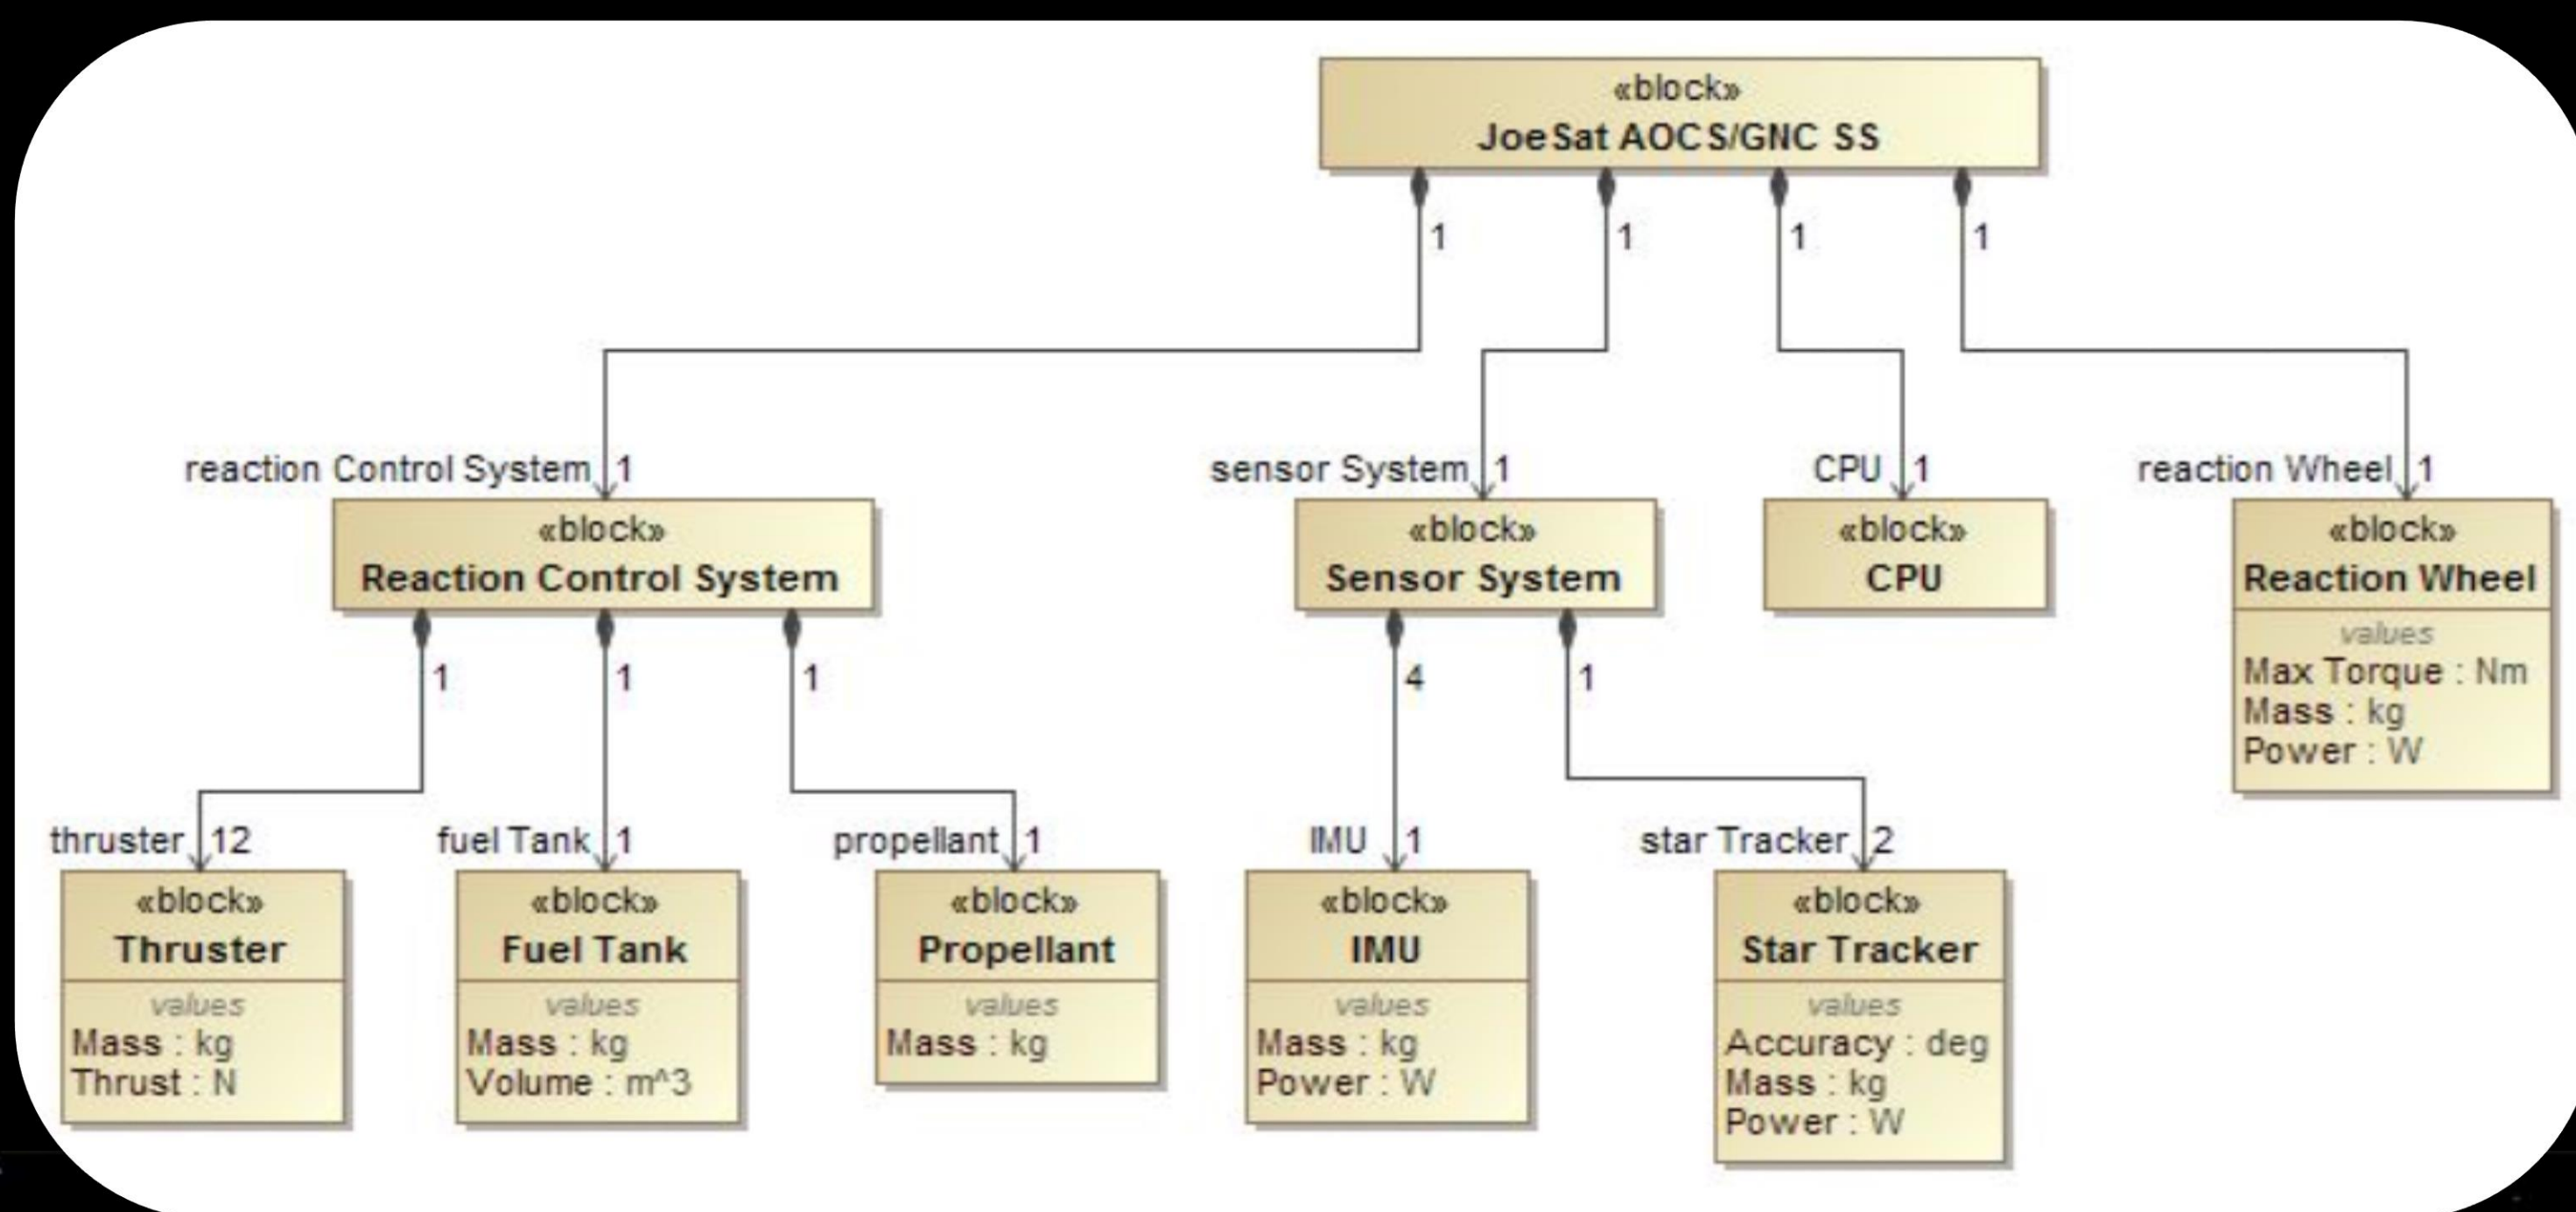 «block»
JoeSat AOCS/GNC SS
1
1
1
1
reaction Control System 1
sensor System 1
CPU 1
reaction Wheel 1
«block»
Reaction Control System
«block»
Sensor System
«block»
CPU
«block»
Reaction Wheel
values
Max Torque : Nm
Mass : kg
Power : W
1
1
1
4
1
thruster 12
fuel Tank 1
propellant 1
IMU 1
star Tracker 2
«block»
Thruster
values
Mass : kg
Thrust : N
«block»
Fuel Tank
values
Mass : kg
Volume : m^3
«block»
Propellant
values
Mass : kg
«block»
IMU
values
Mass : kg
Power : W
«block»
Star Tracker
values
Accuracy : deg
Mass : kg
Power : W